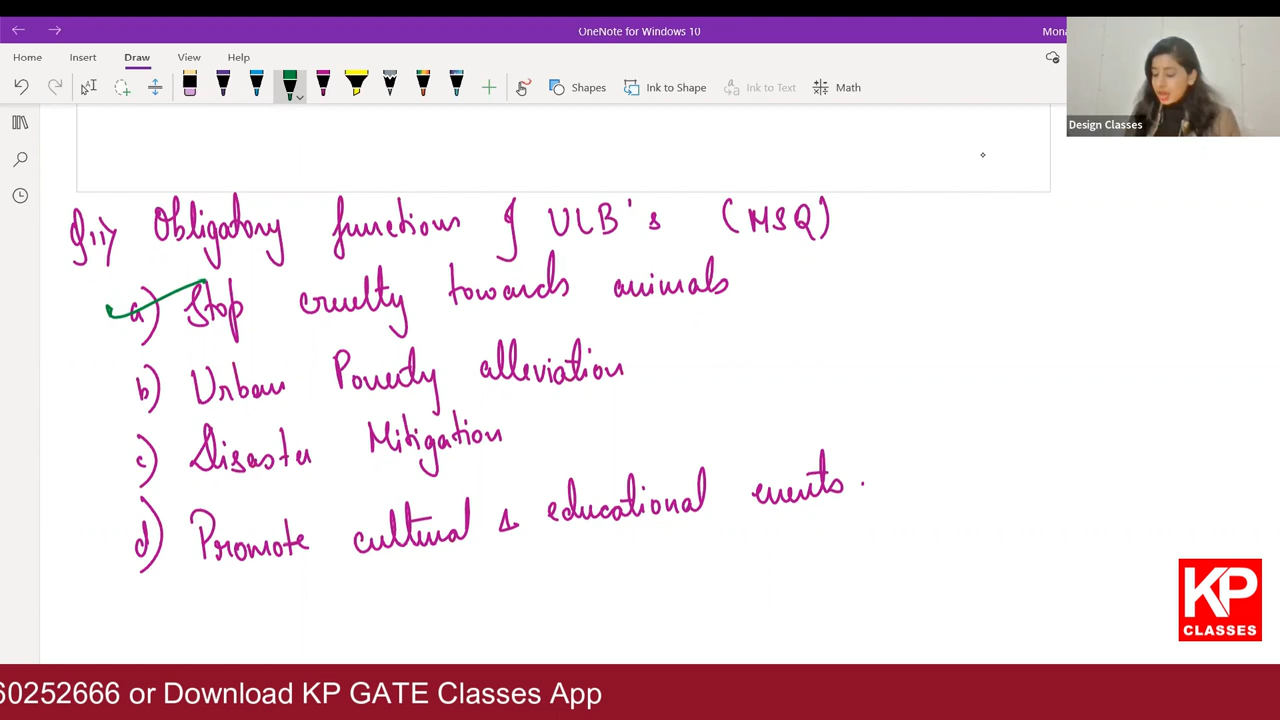 OneNote for Windows 10
Mona
Home Insert Draw View Help
Shapes Ink to Shape Ink to Text Math
Design Classes
Q11) Obligatory functions of ULB's (MSQ)
a) Stop cruelty towards animals
b) Urban Poverty alleviation
c) Disaster Mitigation
d) Promote cultural & educational events.
KP
CLASSES
60252666 or Download KP GATE Classes App